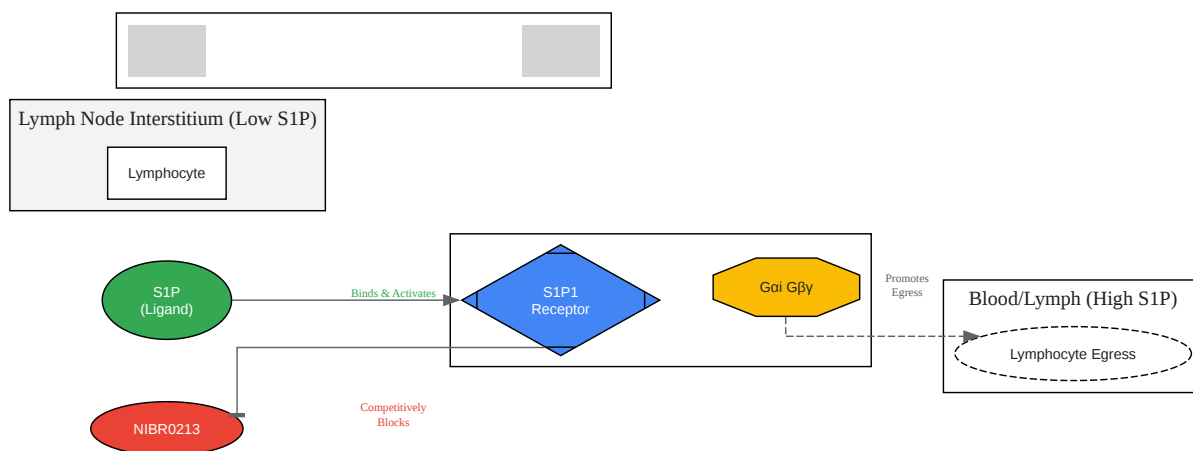 Lymph Node Interstitium (Low S1P)
Lymphocyte
S1P
(Ligand)
Binds & Activates
S1P1
Receptor
Gαi Gβγ
Promotes
Egress
Blood/Lymph (High S1P)
Lymphocyte Egress
Competitively
Blocks
NIBR0213